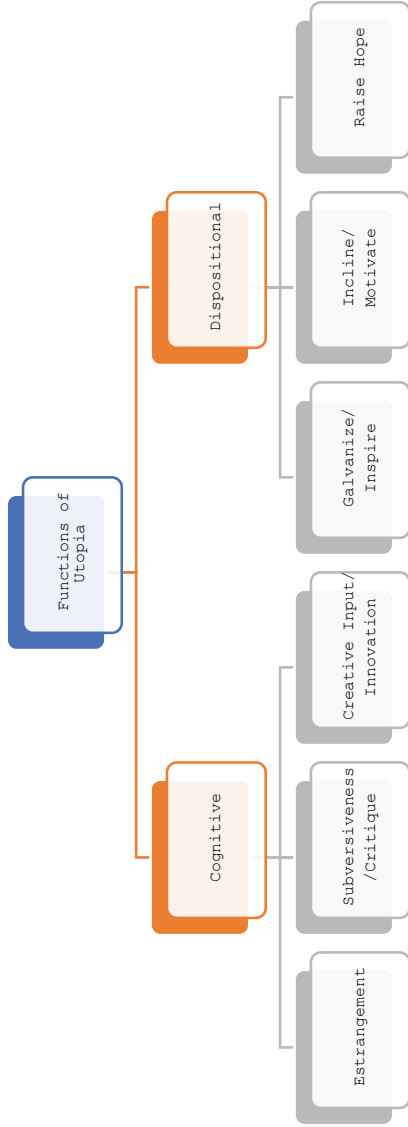 Functions of
Utopia
Cognitive
Dispositional
Estrangement
Subversiveness
/Critique
Creative Input/
Innovation
Galvanize/
Inspire
Incline/
Motivate
Raise Hope